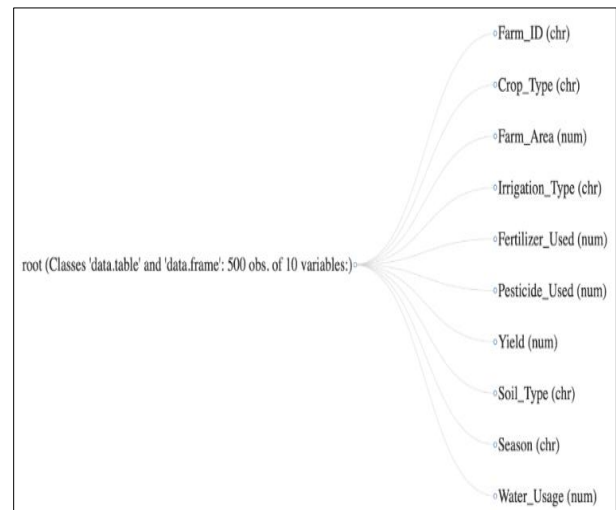 Farm_ID (chr)
Crop_Type (chr)
Farm_Area (num)
Irrigation_Type (chr)
Fertilizer_Used (num)
root (Classes 'data.table' and 'data.frame': 500 obs. of 10 variables:)
Pesticide_Used (num)
Yield (num)
Soil_Type (chr)
Season (chr)
Water_Usage (num)